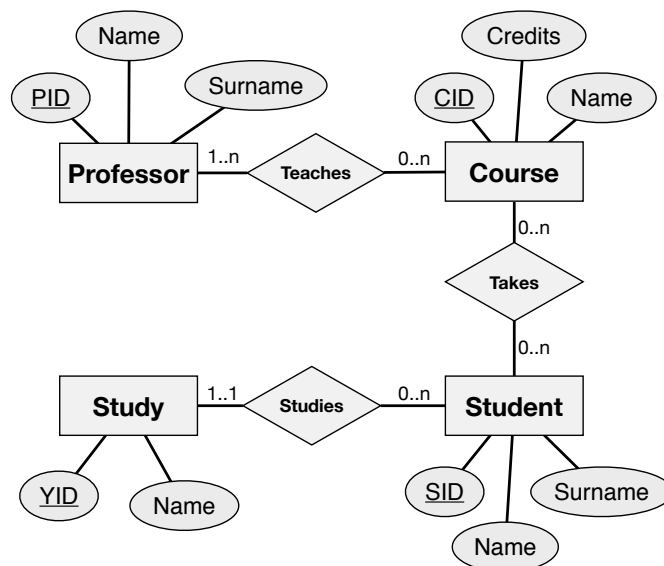 Name
Credits
PID
Surname
CID
Name
Professor
1..n
Teaches
0..n
Course
0..n
Takes
0..n
Study
1..1
Studies
0..n
Student
YID
Name
SID
Surname
Name